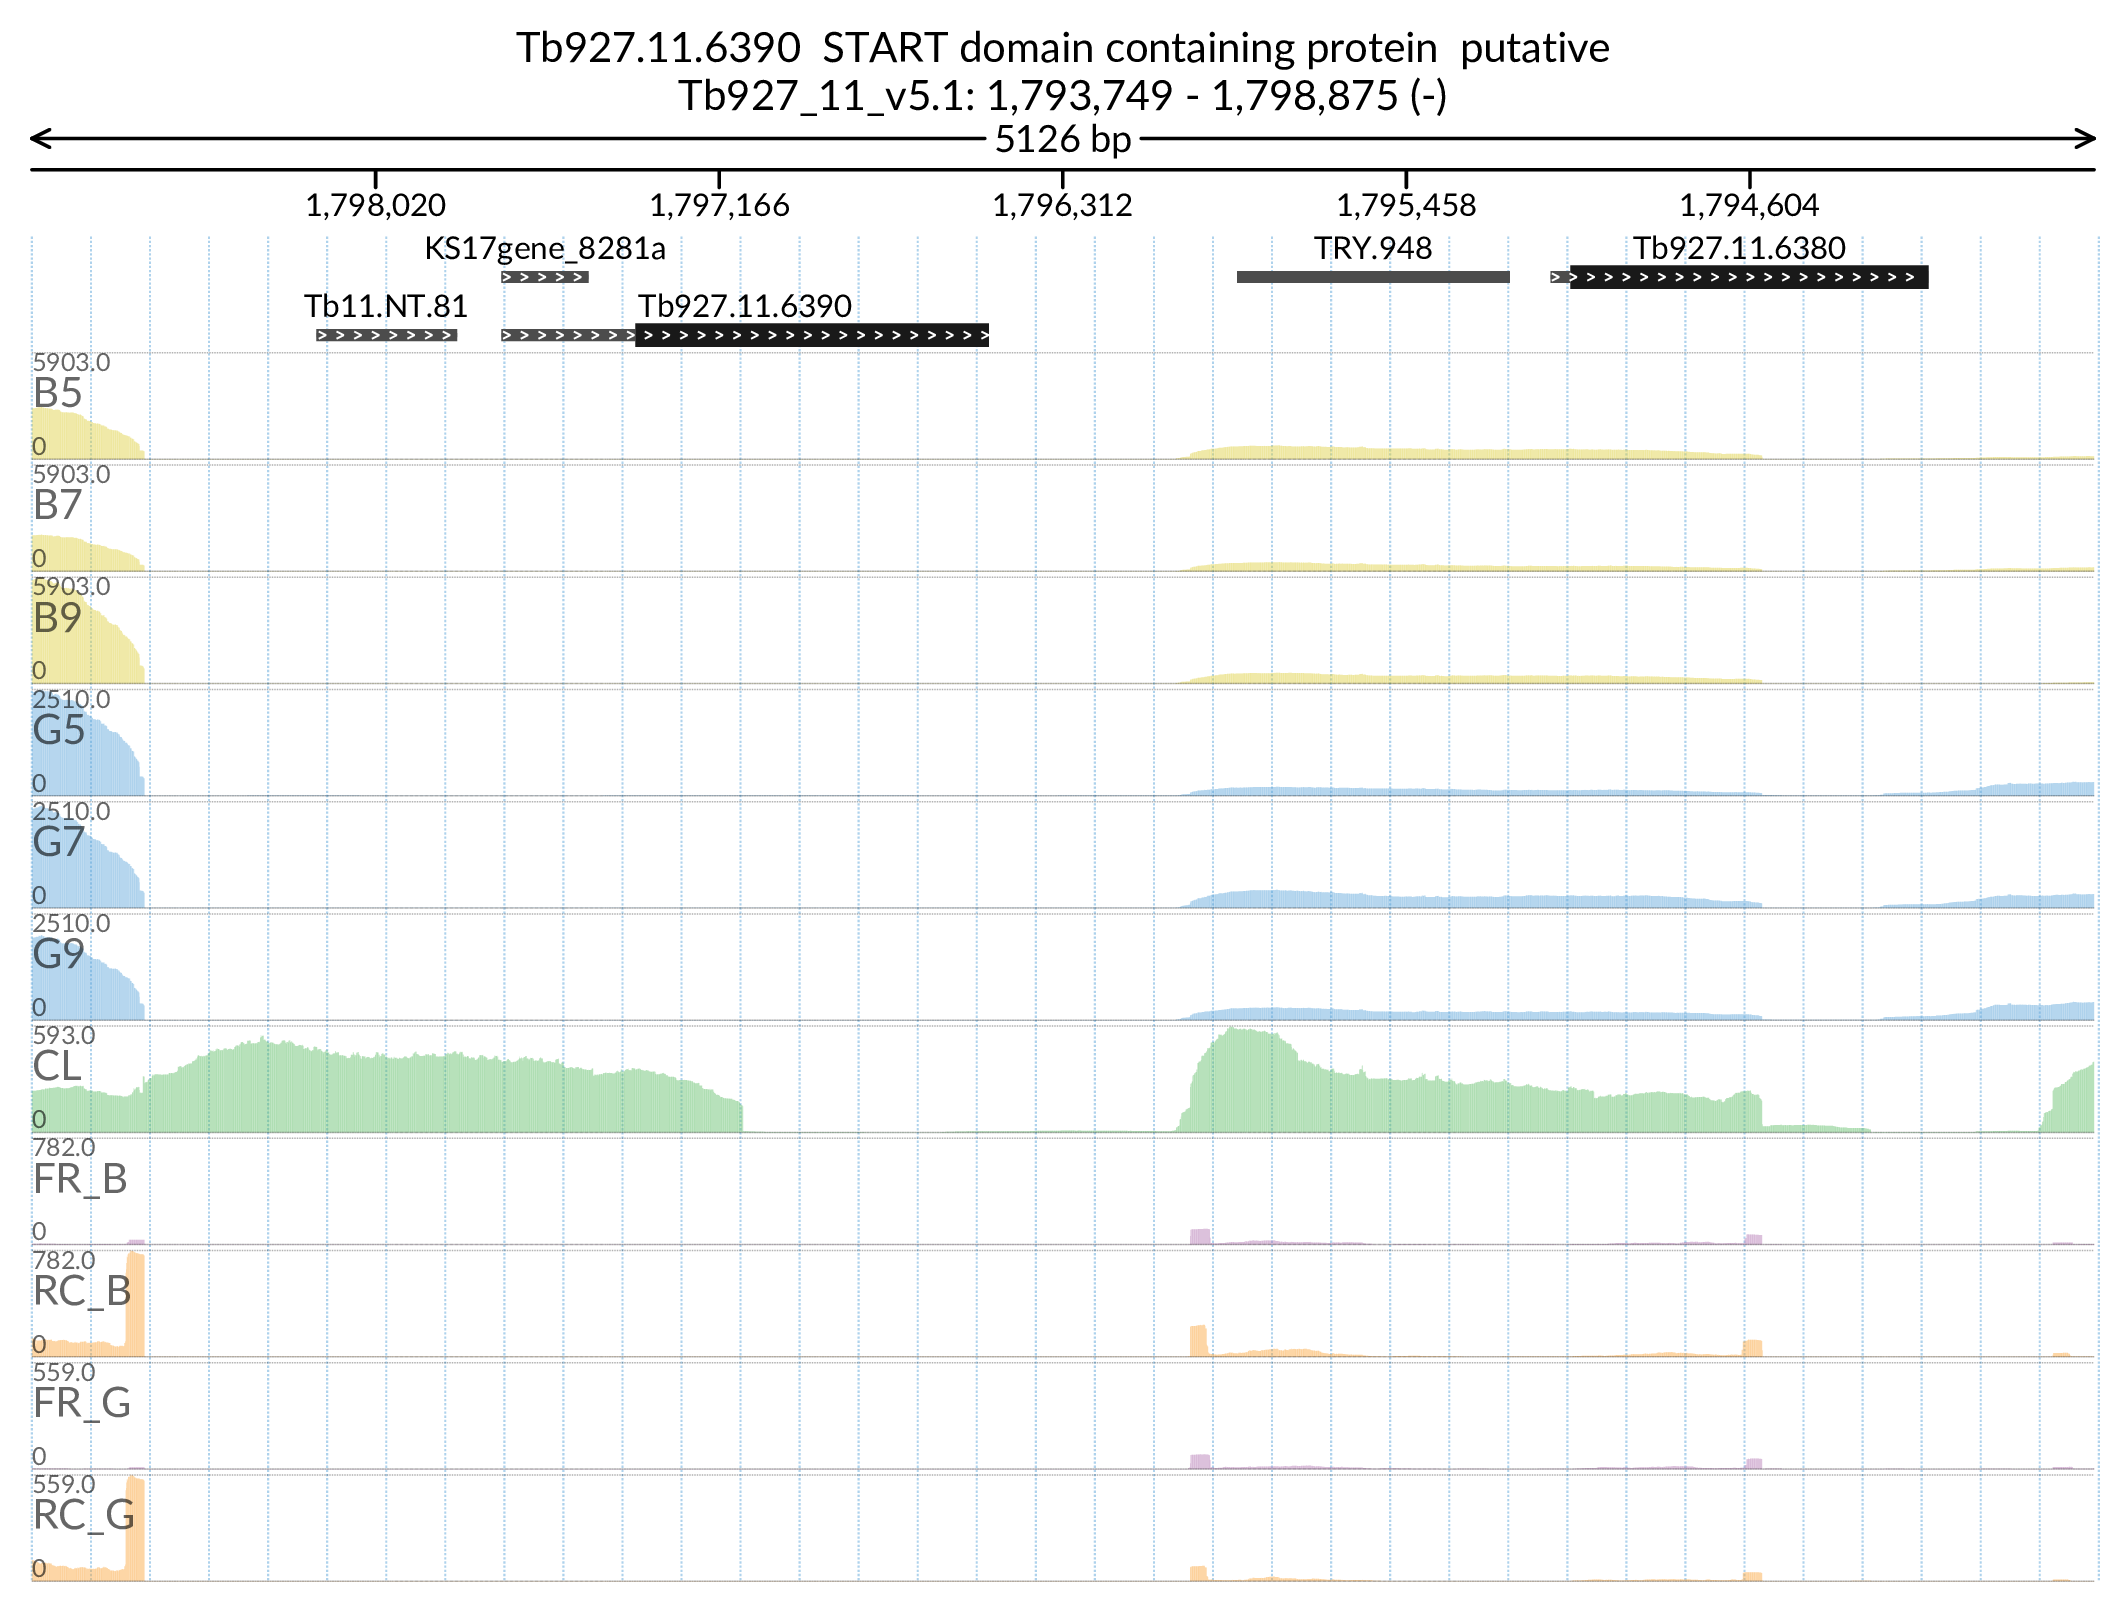 Tb927.11.6390  START domain containing protein  putative
Tb927_11_v5.1: 1,793,749 - 1,798,875 (-)
5126 bp
1,798,020 1,797,166 1,796,312 1,795,458 1,794,604
KS17gene_8281a TRY.948 Tb927.11.6380
Tb11.NT.81 Tb927.11.6390
5903.0
B5
0
5903.0
B7
0
5903.0
B9
0
2510.0
G5
0
2510.0
G7
0
2510.0
G9
0
593.0
CL
0
782.0
FR_B
0
782.0
RC_B
0
559.0
FR_G
0
559.0
RC_G
0